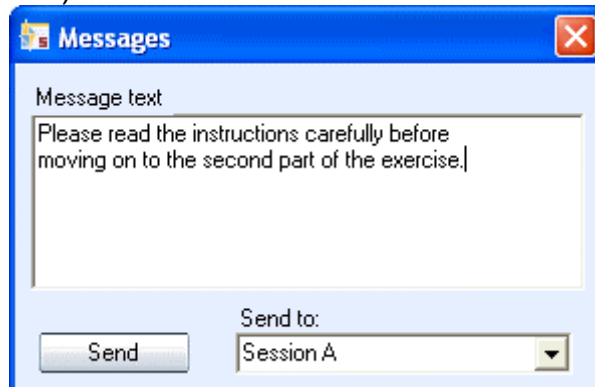 Messages
Message text
Please read the instructions carefully before
moving on to the second part of the exercise.
Send to:
Send
Session A